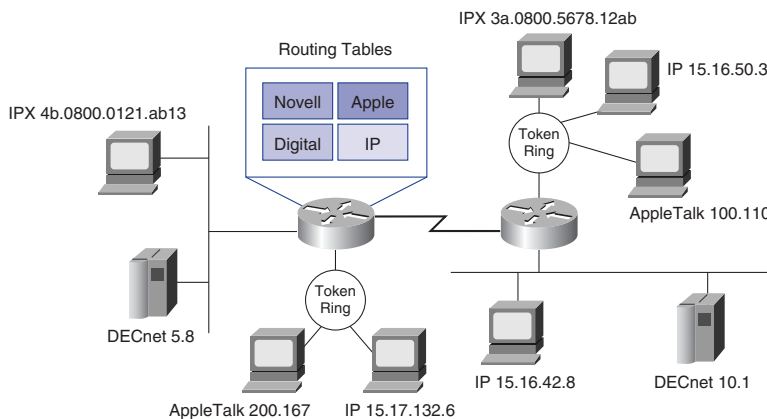 IPX 3a.0800.5678.12ab
Routing Tables
IP 15.16.50.3
Novell
Apple
IPX 4b.0800.0121.ab13
Digital
IP
Token
Ring
AppleTalk 100.110
Token
Ring
DECnet 5.8
IP 15.16.42.8
DECnet 10.1
AppleTalk 200.167
IP 15.17.132.6